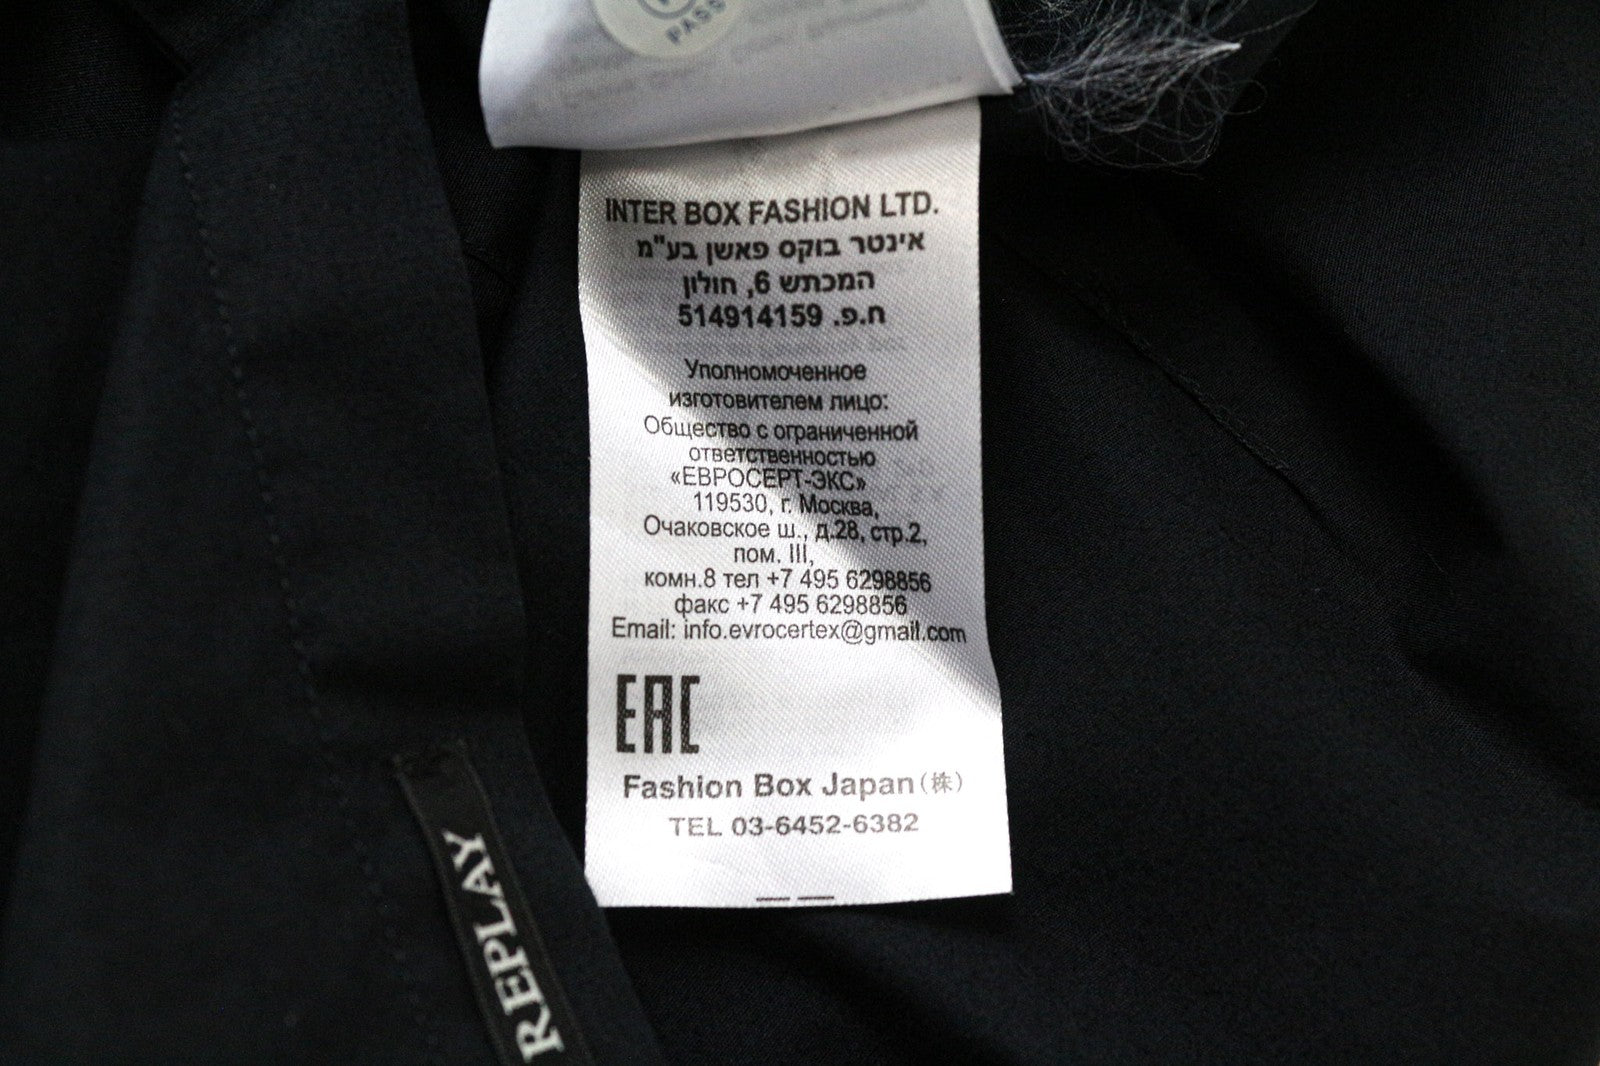 PASS
INTER BOX FASHION LTD.
אינטר בוקס פאשן בע"מ
המכתש 6, חולון
ח.פ. 514914159
Уполномоченное
изготовителем лицо:
Общество с ограниченной
ответственностью
«ЕВРОСЕРТ-ЭКС»
119530, г. Москва,
Очаковское ш., д.28, стр.2,
пом. III,
комн.8 тел +7 495 6298856
факс +7 495 6298856
Email: info.evrocertex@gmail.com
EAC
Fashion Box Japan(株)
TEL 03-6452-6382
REPLAY